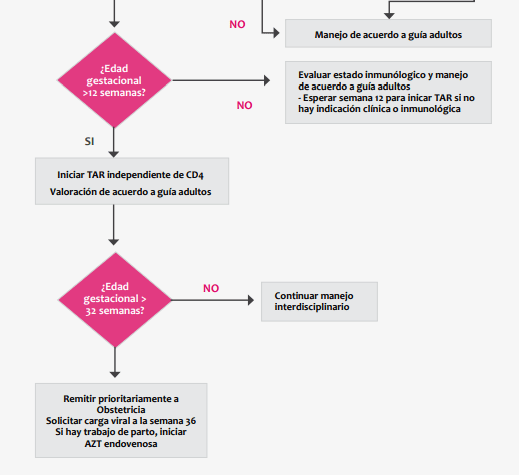 NO
Manejo de acuerdo a guía adultos
¿Edad
gestacional
>12 semanas?
Evaluar estado inmúnologico y manejo
de acuerdo a guía adultos
- Esperar semana 12 para inicar TAR si no
hay indicación clínica o inmunológica
NO
SI
Iniciar TAR independiente de CD4
Valoración de acuerdo a guía adultos
¿Edad
gestacional >
32 semanas?
NO
Continuar manejo
interdisciplinario
Remitir prioritariamente a
Obstetricia
Solicitar carga viral a la semana 36
Si hay trabajo de parto, iniciar
AZT endovenosa